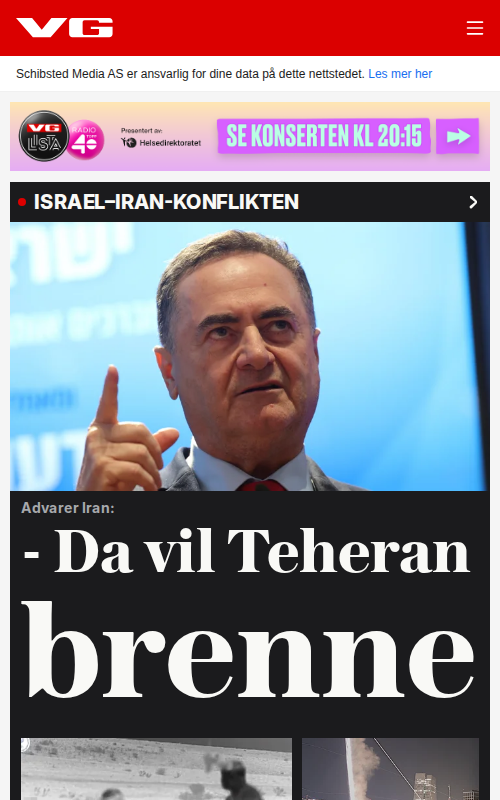 VG
Schibsted Media AS er ansvarlig for dine data på dette nettstedet. Les mer her
VG
LISTA
RADIO
TOPP
40
Presentert av:
Helsedirektoratet
SE KONSERTEN KL 20:15
ISRAEL–IRAN-KONFLIKTEN
Advarer Iran:
- Da vil Teheran
brenne